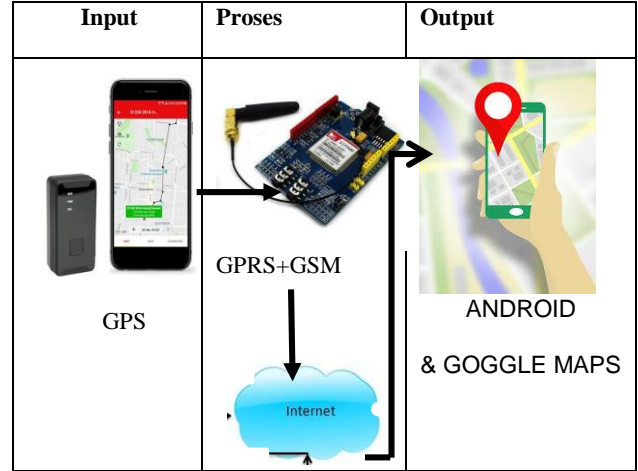 Input
Proses
Output
GPS
GPRS+GSM
Internet
ANDROID
& GOGGLE MAPS